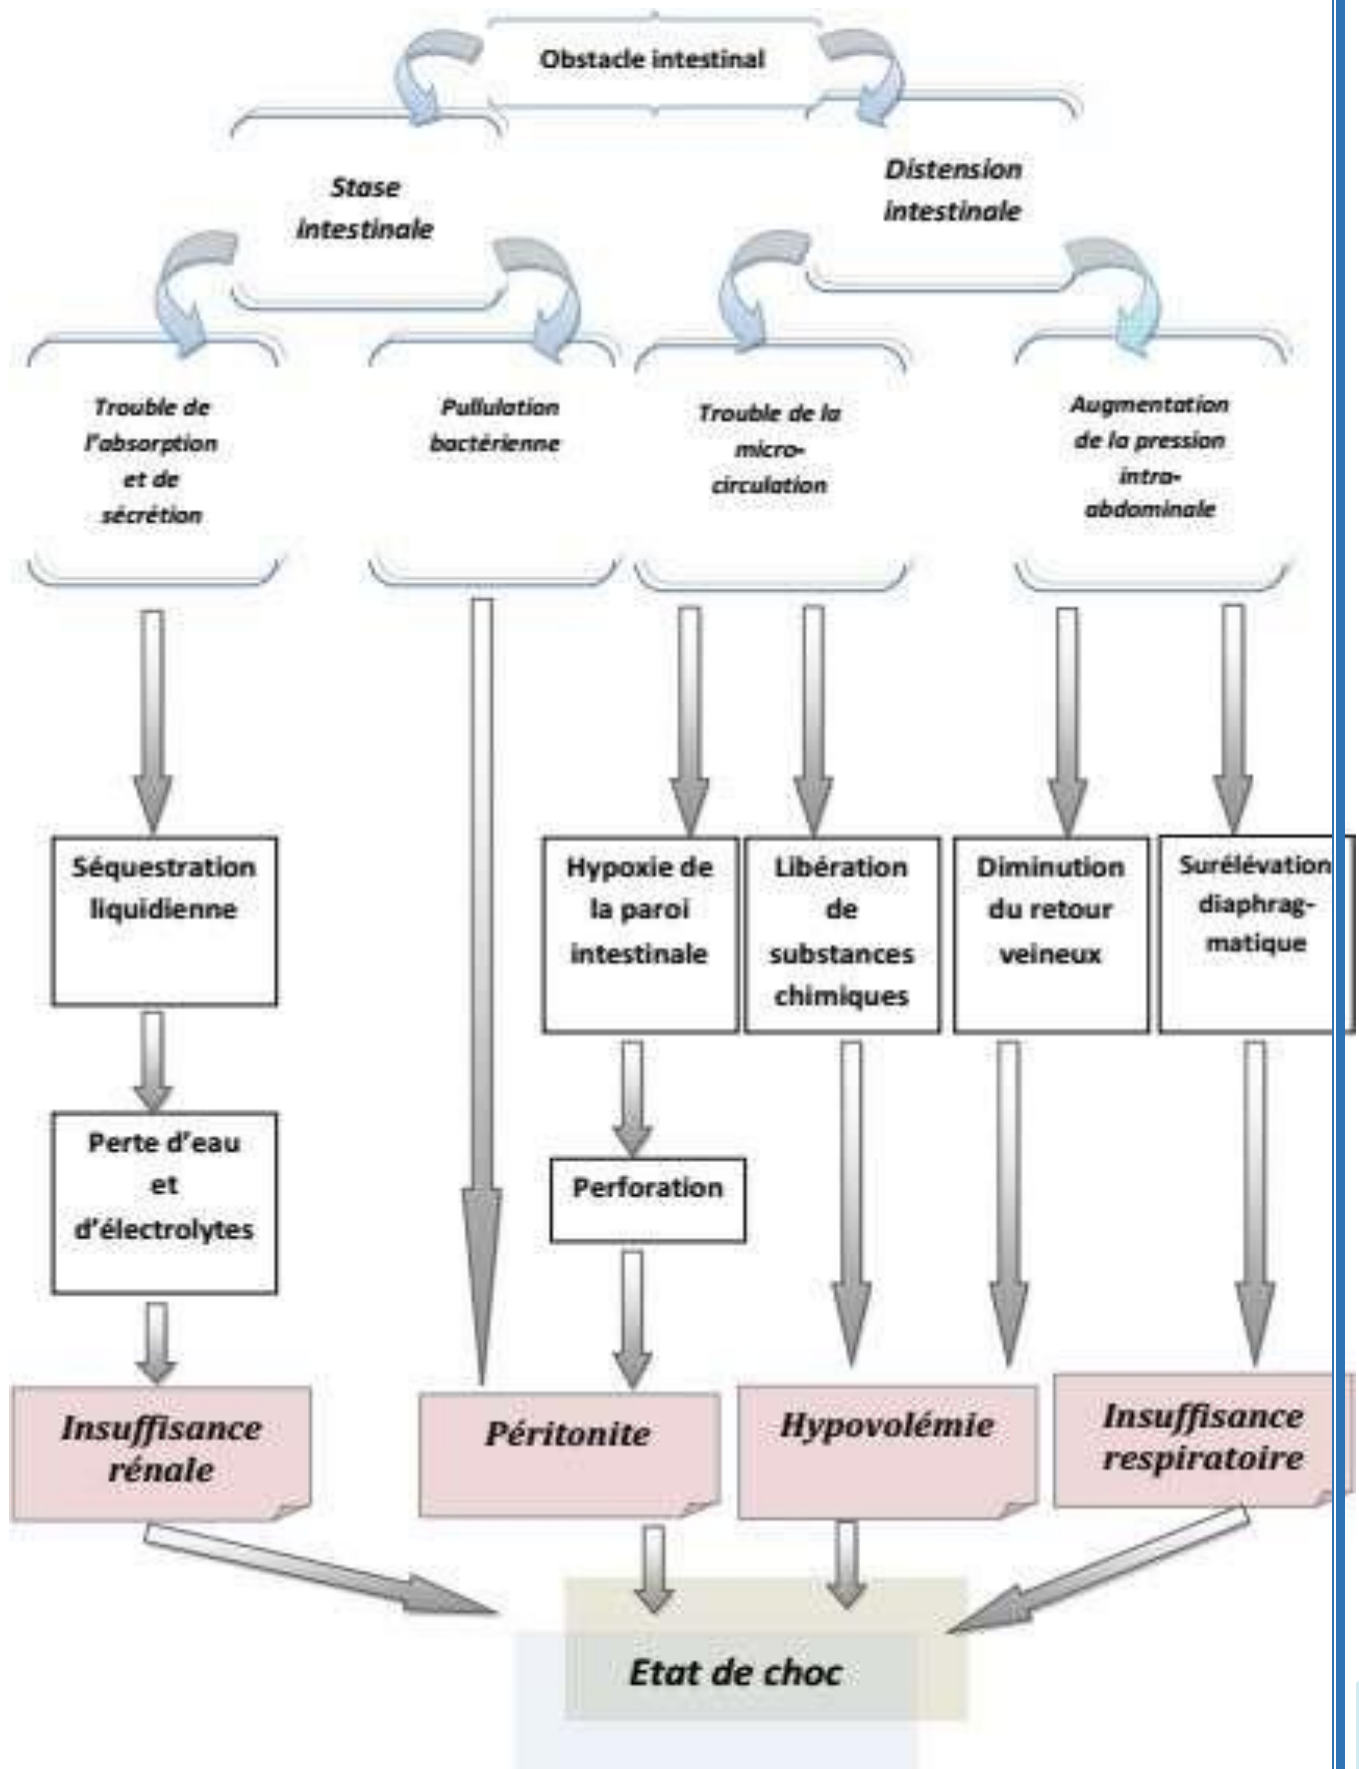 Obstacle intestinal
Stase
intestinale
Distension
intestinale
Trouble de
l'absorption
et de
sécrétion
Pullulation
bactérienne
Trouble de la
micro-
circulation
Augmentation
de la pression
intra-
abdominale
Séquestration
liquidienne
Hypoxie de
la paroi
intestinale
Libération
de
substances
chimiques
Diminution
du retour
veineux
Surélévation
diaphrag-
matique
Perte d'eau
et
d'électrolytes
Perforation
Insuffisance
rénale
Péritonite
Hypovolémie
Insuffisance
respiratoire
Etat de choc